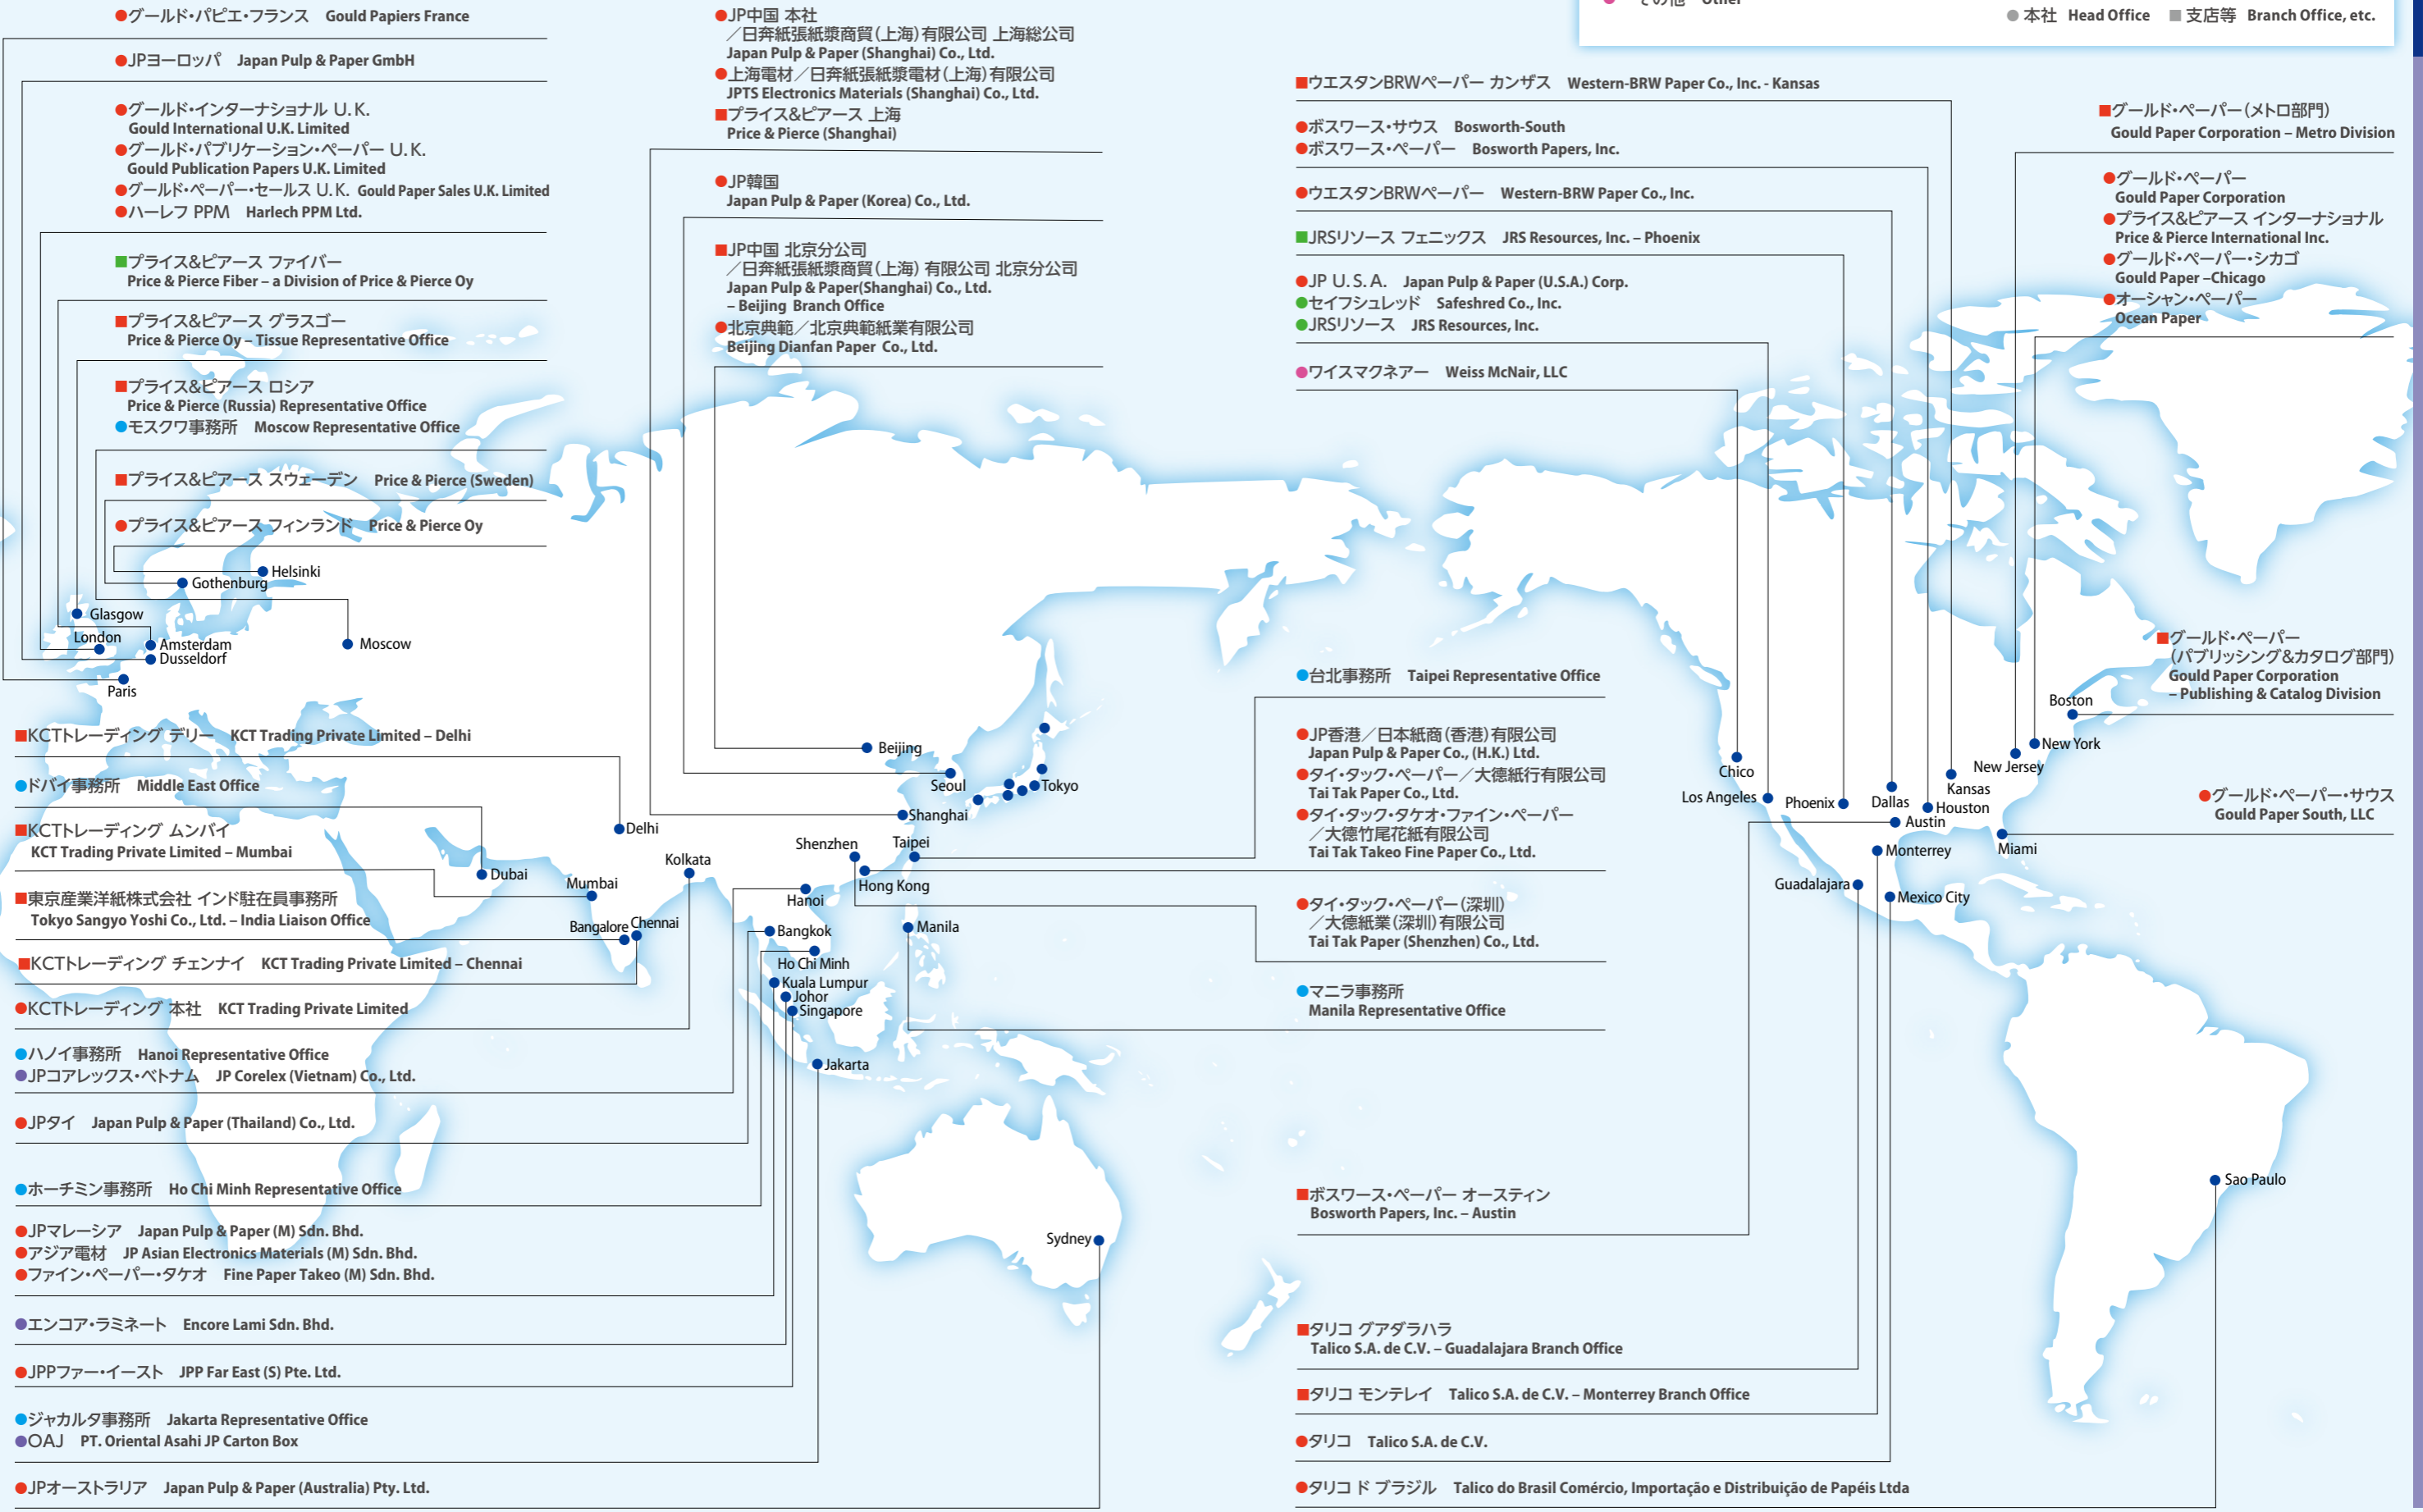 ●グールド・パピエ・フランス Gould Papiers France
●JPヨーロッパ Japan Pulp & Paper GmbH
●グールド・インターナショナル U.K.
Gould International U.K. Limited
●グールド・パブリケーション・ペーパー U.K.
Gould Publication Papers U.K. Limited
●グールド・ペーパー・セールス U.K. Gould Paper Sales U.K. Limited
●ハーレフ PPM Harlech PPM Ltd.
■プライス&ピアース ファイバー
Price & Pierce Fiber – a Division of Price & Pierce Oy
■プライス&ピアース グラスゴー
Price & Pierce Oy – Tissue Representative Office
■プライス&ピアース ロシア
Price & Pierce (Russia) Representative Office
●モスクワ事務所 Moscow Representative Office
■プライス&ピアース スウェーデン Price & Pierce (Sweden)
●プライス&ピアース フィンランド Price & Pierce Oy
Helsinki
Gothenburg
Glasgow
London
Amsterdam
Dusseldorf
Moscow
Paris
■KCTトレーディング デリー KCT Trading Private Limited – Delhi
●ドバイ事務所 Middle East Office
■KCTトレーディング ムンバイ
KCT Trading Private Limited – Mumbai
■東京産業洋紙株式会社 インド駐在員事務所
Tokyo Sangyo Yoshi Co., Ltd. – India Liaison Office
■KCTトレーディング チェンナイ KCT Trading Private Limited – Chennai
●KCTトレーディング 本社 KCT Trading Private Limited
●ハノイ事務所 Hanoi Representative Office
●JPコアレックス・ベトナム JP Corelex (Vietnam) Co., Ltd.
●JPタイ Japan Pulp & Paper (Thailand) Co., Ltd.
●ホーチミン事務所 Ho Chi Minh Representative Office
●JPマレーシア Japan Pulp & Paper (M) Sdn. Bhd.
●アジア電材 JP Asian Electronics Materials (M) Sdn. Bhd.
●ファイン・ペーパー・タケオ Fine Paper Takeo (M) Sdn. Bhd.
●エンコア・ラミネート Encore Lami Sdn. Bhd.
●JPPファー・イースト JPP Far East (S) Pte. Ltd.
●ジャカルタ事務所 Jakarta Representative Office
●OAJ PT. Oriental Asahi JP Carton Box
●JPオーストラリア Japan Pulp & Paper (Australia) Pty. Ltd.
●JP中国 本社
／日奔紙張紙漿商貿(上海)有限公司 上海総公司
Japan Pulp & Paper (Shanghai) Co., Ltd.
●上海電材／日奔紙張紙漿電材(上海)有限公司
JPTS Electronics Materials (Shanghai) Co., Ltd.
■プライス&ピアース 上海
Price & Pierce (Shanghai)
●JP韓国
Japan Pulp & Paper (Korea) Co., Ltd.
■JP中国 北京分公司
／日奔紙張紙漿商貿(上海) 有限公司 北京分公司
Japan Pulp & Paper(Shanghai) Co., Ltd.
– Beijing Branch Office
●北京典範／北京典範紙業有限公司
Beijing Dianfan Paper Co., Ltd.
Beijing
Seoul
Tokyo
Shanghai
Delhi
Shenzhen
Taipei
Kolkata
Dubai
Mumbai
Hong Kong
Hanoi
Bangalore
Chennai
Bangkok
Manila
Ho Chi Minh
Kuala Lumpur
Johor
Singapore
Jakarta
Sydney
●台北事務所 Taipei Representative Office
●JP香港／日本紙商(香港)有限公司
Japan Pulp & Paper Co., (H.K.) Ltd.
●タイ・タック・ペーパー／大德紙行有限公司
Tai Tak Paper Co., Ltd.
●タイ・タック・タケオ・ファイン・ペーパー
／大德竹尾花紙有限公司
Tai Tak Takeo Fine Paper Co., Ltd.
●タイ・タック・ペーパー(深圳)
／大德紙業(深圳)有限公司
Tai Tak Paper (Shenzhen) Co., Ltd.
●マニラ事務所
Manila Representative Office
●本社 Head Office ■支店等 Branch Office, etc.
■ウエスタンBRWペーパー カンザス Western-BRW Paper Co., Inc. - Kansas
●ボスワース・サウス Bosworth-South
●ボスワース・ペーパー Bosworth Papers, Inc.
●ウエスタンBRWペーパー Western-BRW Paper Co., Inc.
■JRSリソース フェニックス JRS Resources, Inc. – Phoenix
●JP U.S.A. Japan Pulp & Paper (U.S.A.) Corp.
●セイフシュレッド Safeshred Co., Inc.
●JRSリソース JRS Resources, Inc.
●ワイスマクネアー Weiss McNair, LLC
■グールド・ペーパー(メトロ部門)
Gould Paper Corporation – Metro Division
●グールド・ペーパー
Gould Paper Corporation
●プライス&ピアース インターナショナル
Price & Pierce International Inc.
●グールド・ペーパー・シカゴ
Gould Paper –Chicago
●オーシャン・ペーパー
Ocean Paper
■グールド・ペーパー
(パブリッシング&カタログ部門)
Gould Paper Corporation
– Publishing & Catalog Division
Boston
New York
New Jersey
Chico
Kansas
Los Angeles
Phoenix
Dallas
Houston
Austin
●グールド・ペーパー・サウス
Gould Paper South, LLC
Miami
Monterrey
Guadalajara
Mexico City
Sao Paulo
■ボスワース・ペーパー オースティン
Bosworth Papers, Inc. – Austin
■タリコ グアダラハラ
Talico S.A. de C.V. – Guadalajara Branch Office
■タリコ モンテレイ Talico S.A. de C.V. – Monterrey Branch Office
●タリコ Talico S.A. de C.V.
●タリコ ド ブラジル Talico do Brasil Comércio, Importação e Distribuição de Papéis Ltda